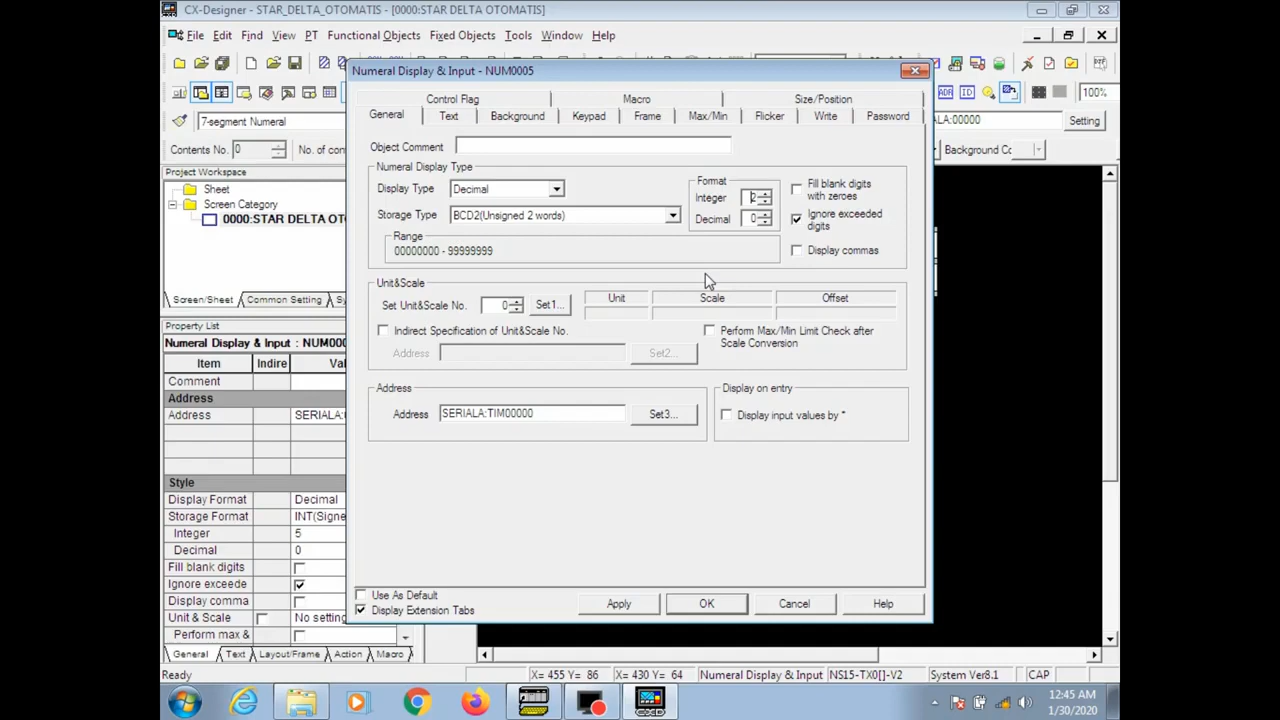 CX-Designer - STAR_DELTA_OTOMATIS - [0000:STAR DELTA OTOMATIS]
File Edit Find View PT Functional Objects Fixed Objects Tools Window Help
Numeral Display & Input - NUM0005
100%
7-segment Numeral
ALA:00000 Setting
Contents No. 0 No. of con
Background Cc
Project Workspace
Sheet
Screen Category
0000:STAR DELTA OTO
Screen/Sheet Common Setting Sy
Property List
Numeral Display & Input : NUM000
Item Indire Val
Comment
Address
Address SERIALA:
Style
Display Format Decimal
Storage Format INT(Signe
Integer 5
Decimal 0
Fill blank digits
Ignore exceede
Display comma
Unit & Scale No setting
Perform max &
General Text Layout/Frame Action Macro
Control Flag Macro Size/Position
General Text Background Keypad Frame Max/Min Flicker Write Password
Object Comment
Numeral Display Type
Display Type Decimal
Storage Type BCD2(Unsigned 2 words)
Range
00000000 - 99999999
Format
Integer 2
Decimal 0
Fill blank digits
with zeroes
Ignore exceeded
digits
Display commas
Unit&Scale
Set Unit&Scale No. 0 Set1...
Unit Scale Offset
Indirect Specification of Unit&Scale No.
Address Set2...
Perform Max/Min Limit Check after
Scale Conversion
Address
Address SERIALA:TIM00000 Set3...
Display on entry
Display input values by *
Use As Default
Display Extension Tabs
Apply OK Cancel Help
Ready X= 455 Y= 86 X= 430 Y= 64 Numeral Display & Input NS15-TX0[]-V2 System Ver8.1 CAP
12:45 AM
1/30/2020